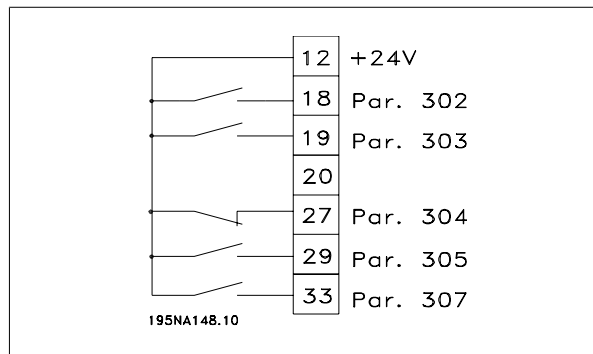 12 +24V
18 Par. 302
19 Par. 303
20
27 Par. 304
29 Par. 305
33 Par. 307
195NA148.10